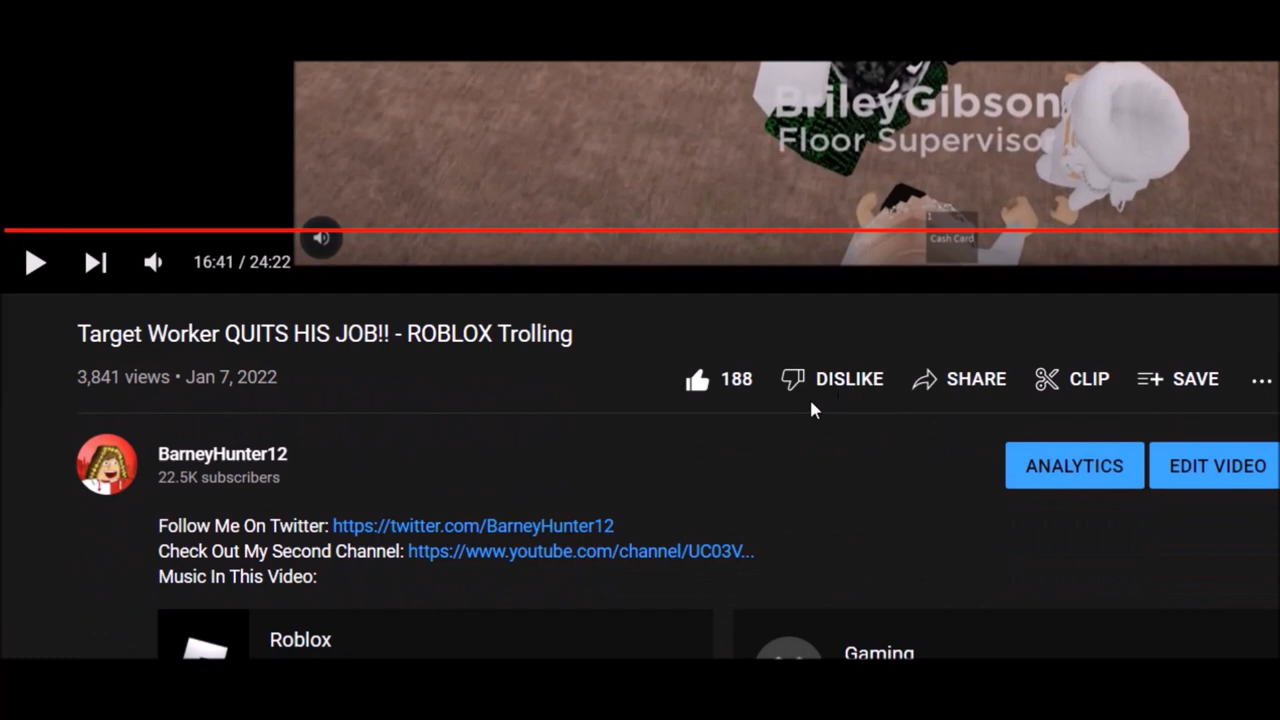 BrileyGibson
Floor Supervisor
1
Cash Card
16:41 / 24:22
Target Worker QUITS HIS JOB!! - ROBLOX Trolling
3,841 views • Jan 7, 2022
188 DISLIKE SHARE CLIP SAVE ...
BarneyHunter12
22.5K subscribers
ANALYTICS EDIT VIDEO
Follow Me On Twitter: https://twitter.com/BarneyHunter12
Check Out My Second Channel: https://www.youtube.com/channel/UC03V...
Music In This Video:
Roblox
Gaming